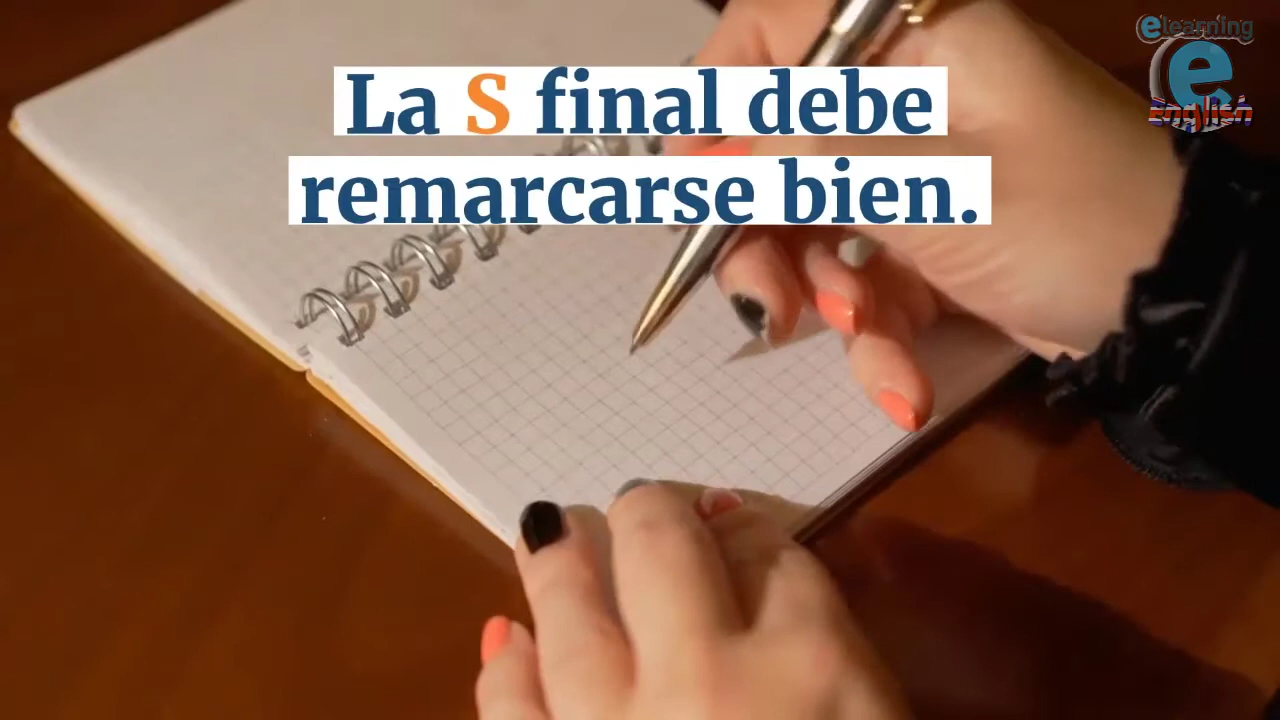 La S final debe
remarcarse bien.
elearning
e
English